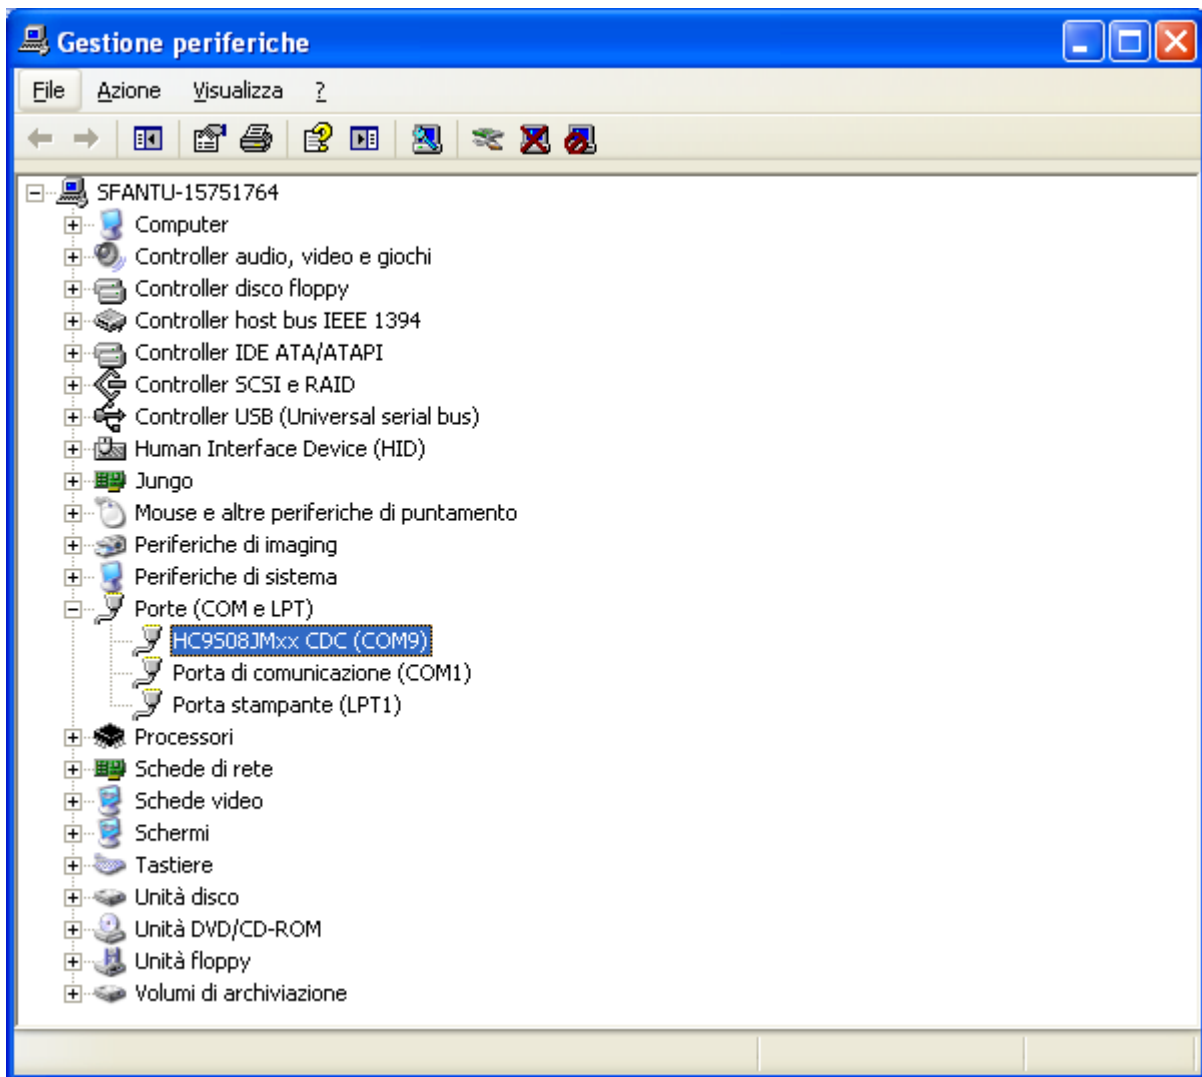 Gestione periferiche
File Azione Visualizza ?
SFANTU-15751764
Computer
Controller audio, video e giochi
Controller disco floppy
Controller host bus IEEE 1394
Controller IDE ATA/ATAPI
Controller SCSI e RAID
Controller USB (Universal serial bus)
Human Interface Device (HID)
Jungo
Mouse e altre periferiche di puntamento
Periferiche di imaging
Periferiche di sistema
Porte (COM e LPT)
HC9S08JMxx CDC (COM9)
Porta di comunicazione (COM1)
Porta stampante (LPT1)
Processori
Schede di rete
Schede video
Schermi
Tastiere
Unità disco
Unità DVD/CD-ROM
Unità floppy
Volumi di archiviazione